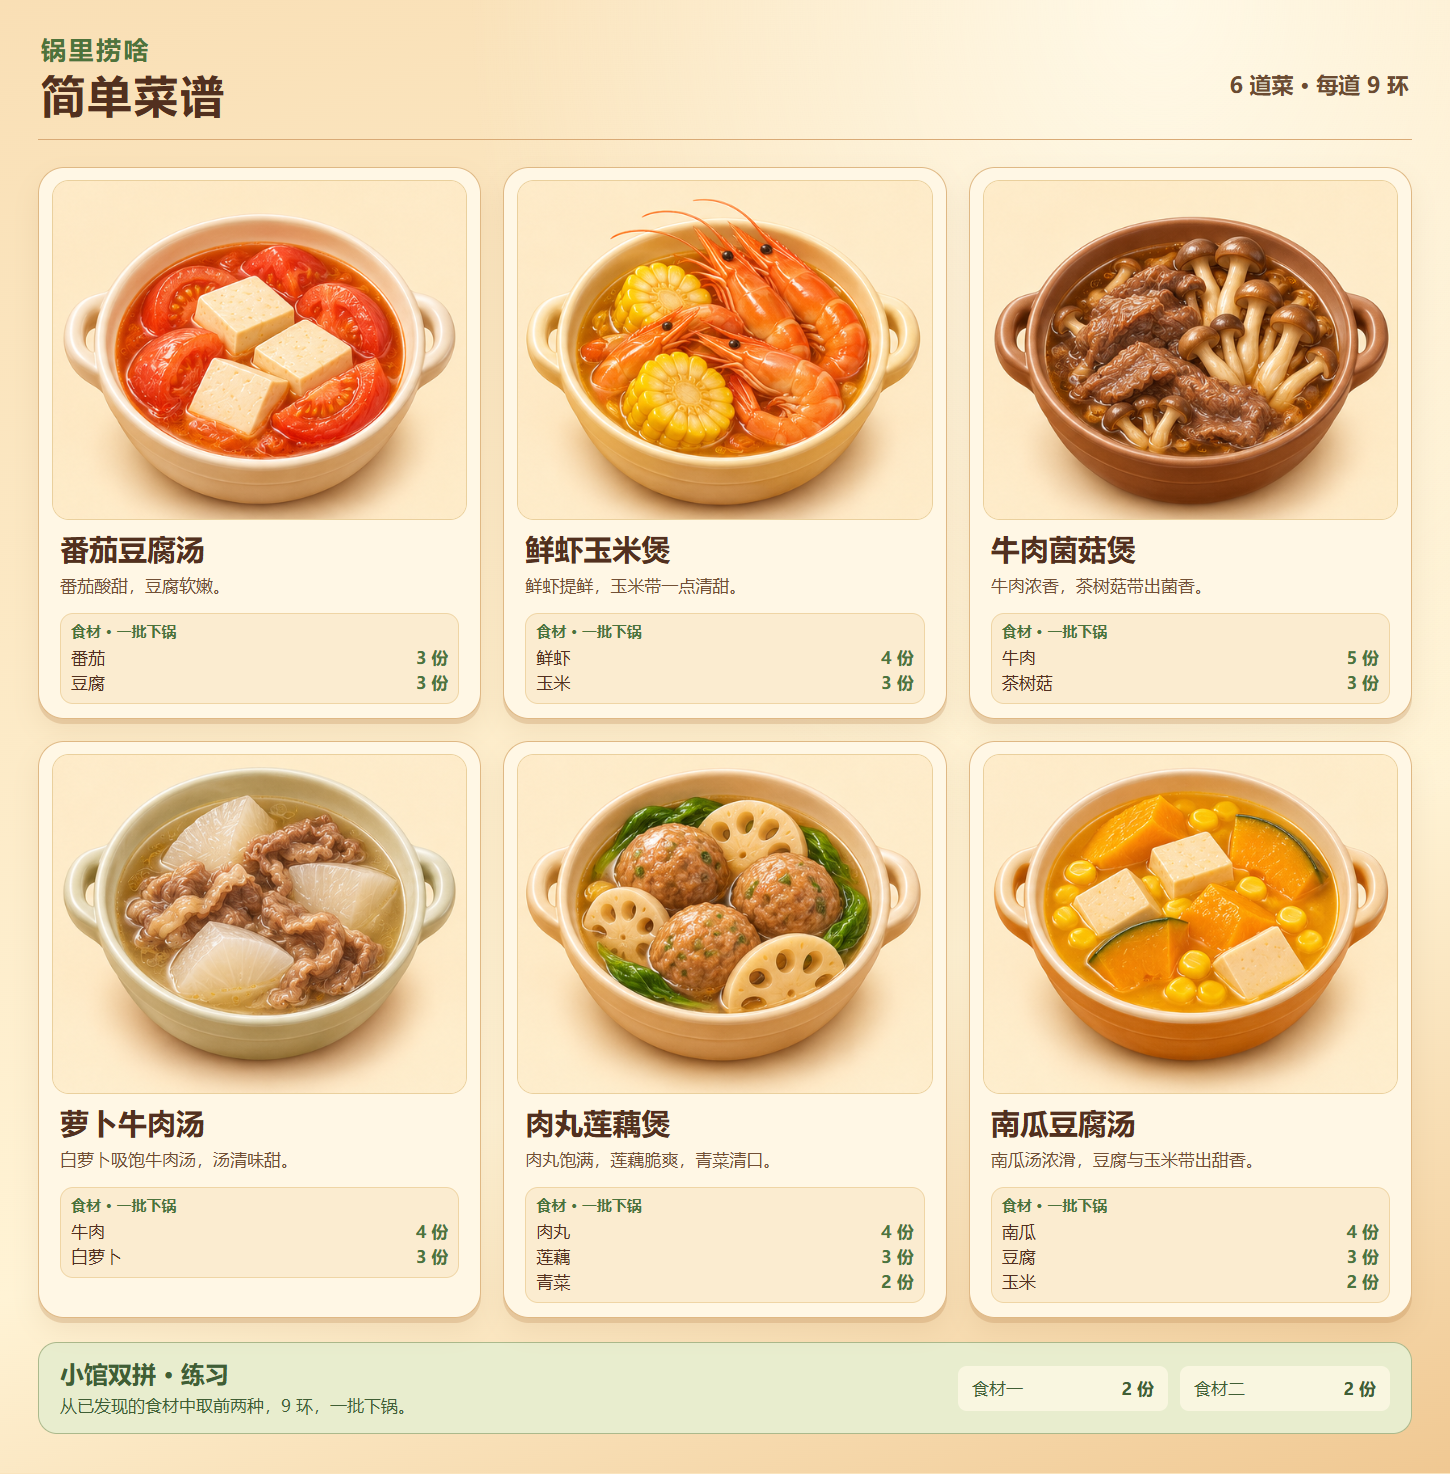 锅里捞啥
简单菜谱
6 道菜 • 每道 9 环
番茄豆腐汤
番茄酸甜，豆腐软嫩。
食材 • 一批下锅
番茄 3 份
豆腐 3 份
鲜虾玉米煲
鲜虾提鲜，玉米带一点清甜。
食材 • 一批下锅
鲜虾 4 份
玉米 3 份
牛肉菌菇煲
牛肉浓香，茶树菇带出菌香。
食材 • 一批下锅
牛肉 5 份
茶树菇 3 份
萝卜牛肉汤
白萝卜吸饱牛肉汤，汤清味甜。
食材 • 一批下锅
牛肉 4 份
白萝卜 3 份
肉丸莲藕煲
肉丸饱满，莲藕脆爽，青菜清口。
食材 • 一批下锅
肉丸 4 份
莲藕 3 份
青菜 2 份
南瓜豆腐汤
南瓜汤浓滑，豆腐与玉米带出甜香。
食材 • 一批下锅
南瓜 4 份
豆腐 3 份
玉米 2 份
小馆双拼 • 练习
从已发现的食材中取前两种，9 环，一批下锅。
食材一 2 份
食材二 2 份